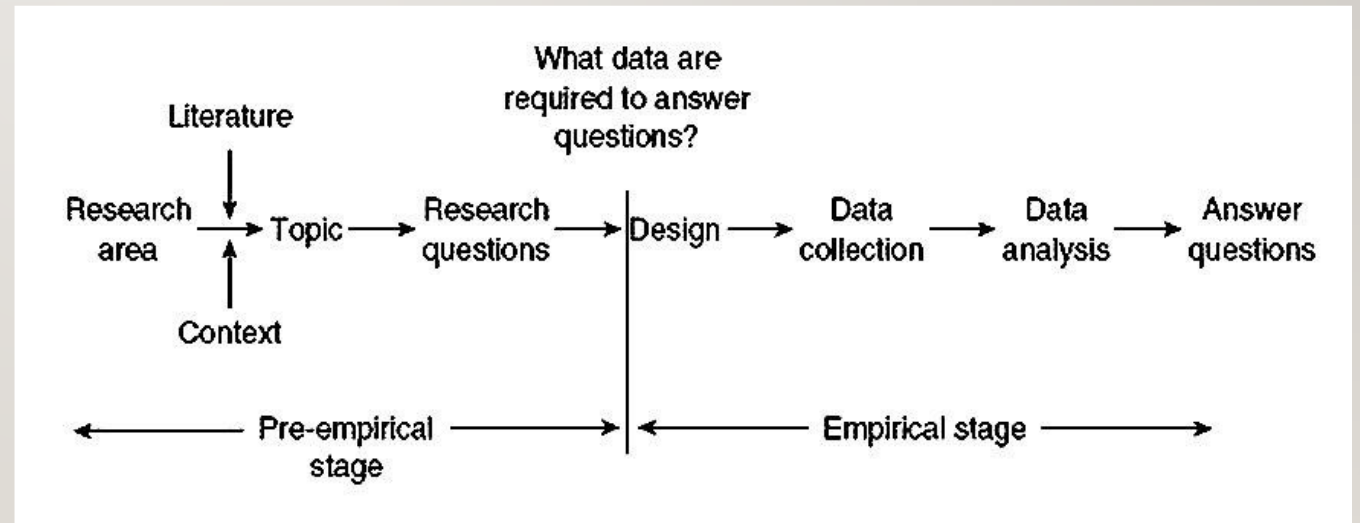 What data are
required to answer
questions?
Literature
Research
area
Topic
Research
questions
Design
Data
collection
Data
analysis
Answer
questions
Context
Pre-empirical
stage
Empirical stage